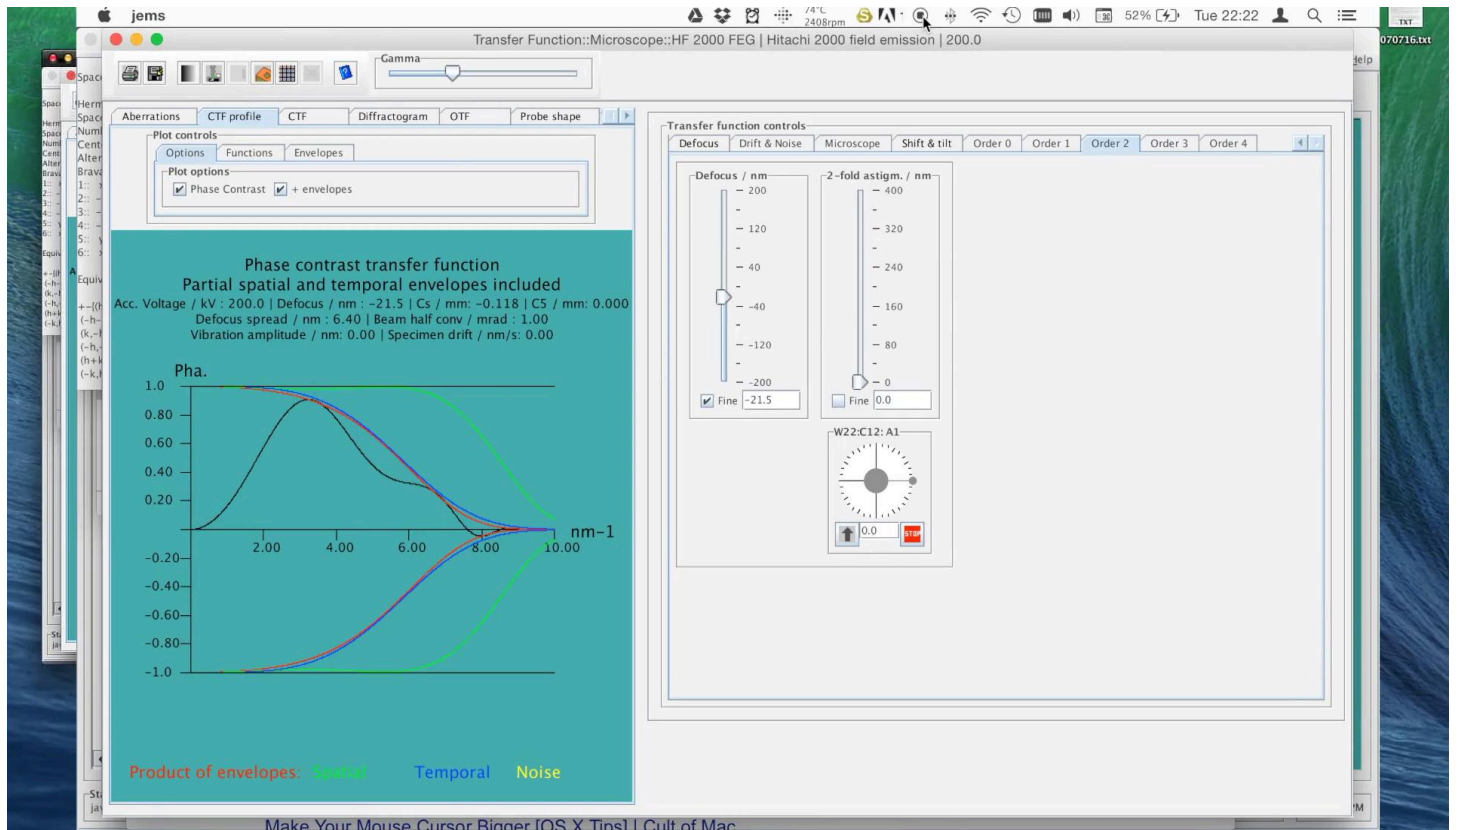 jems
74°C
2408rpm
52%
Tue 22:22
TXT
070716.txt
Transfer Function::Microscope::HF 2000 FEG | Hitachi 2000 field emission | 200.0
Help
Gamma
Aberrations
CTF profile
CTF
Diffractogram
OTF
Probe shape
Plot controls
Options
Functions
Envelopes
Plot options
Phase Contrast
+ envelopes
Phase contrast transfer function
Partial spatial and temporal envelopes included
Acc. Voltage / kV : 200.0 | Defocus / nm : -21.5 | Cs / mm: -0.118 | C5 / mm: 0.000
Defocus spread / nm : 6.40 | Beam half conv / mrad : 1.00
Vibration amplitude / nm: 0.00 | Specimen drift / nm/s: 0.00
Pha.
1.0
0.80
0.60
0.40
0.20
nm-1
2.00
4.00
6.00
8.00
10.00
-0.20
-0.40
-0.60
-0.80
-1.0
Product of envelopes:
Spatial
Temporal
Noise
Transfer function controls
Defocus
Drift & Noise
Microscope
Shift & tilt
Order 0
Order 1
Order 2
Order 3
Order 4
Defocus / nm
200
120
40
-40
-120
-200
Fine
-21.5
2-fold astigm. / nm
400
320
240
160
80
0
Fine
0.0
W22:C12: A1
0.0
STOP
Make Your Mouse Cursor Bigger [OS X Tips] | Cult of Mac